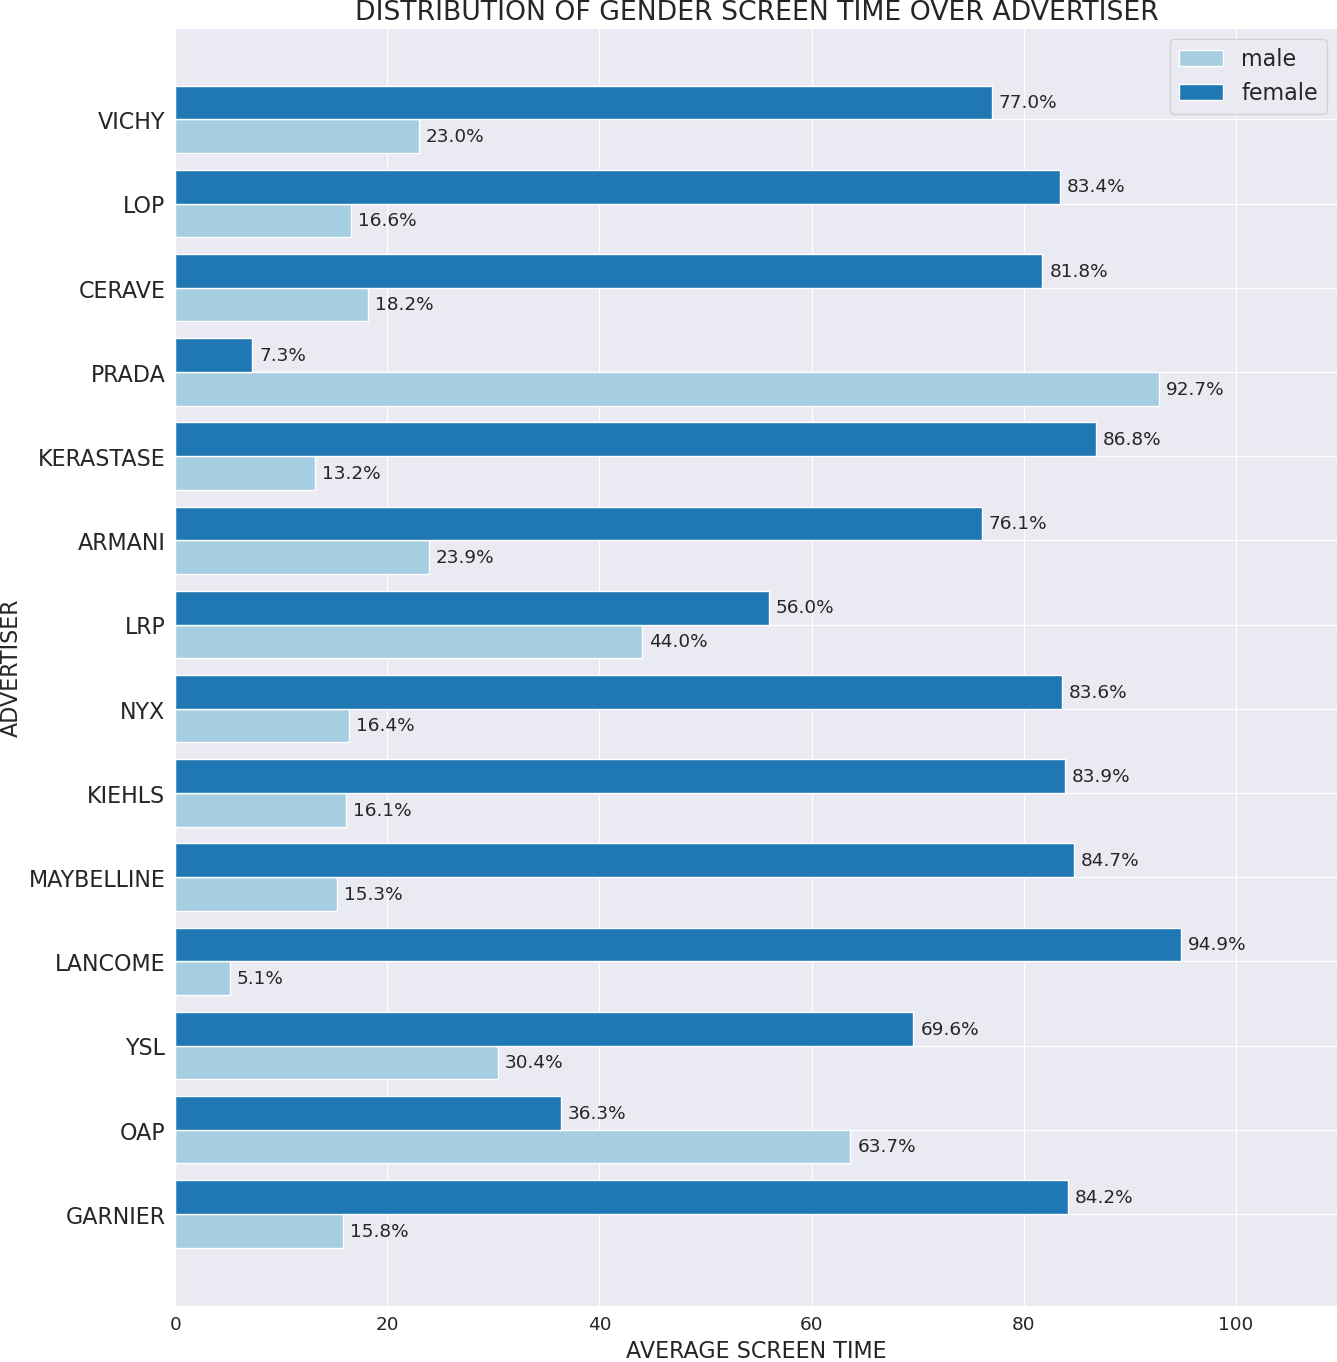 DISTRIBUTION OF GENDER SCREEN TIME OVER ADVERTISER
male
female
VICHY
77.0%
23.0%
LOP
83.4%
16.6%
CERAVE
81.8%
18.2%
PRADA
7.3%
92.7%
KERASTASE
86.8%
13.2%
ARMANI
76.1%
23.9%
LRP
56.0%
44.0%
NYX
83.6%
16.4%
KIEHLS
83.9%
16.1%
MAYBELLINE
84.7%
15.3%
LANCOME
94.9%
5.1%
YSL
69.6%
30.4%
OAP
36.3%
63.7%
GARNIER
84.2%
15.8%
ADVERTISER
0 20 40 60 80 100
AVERAGE SCREEN TIME